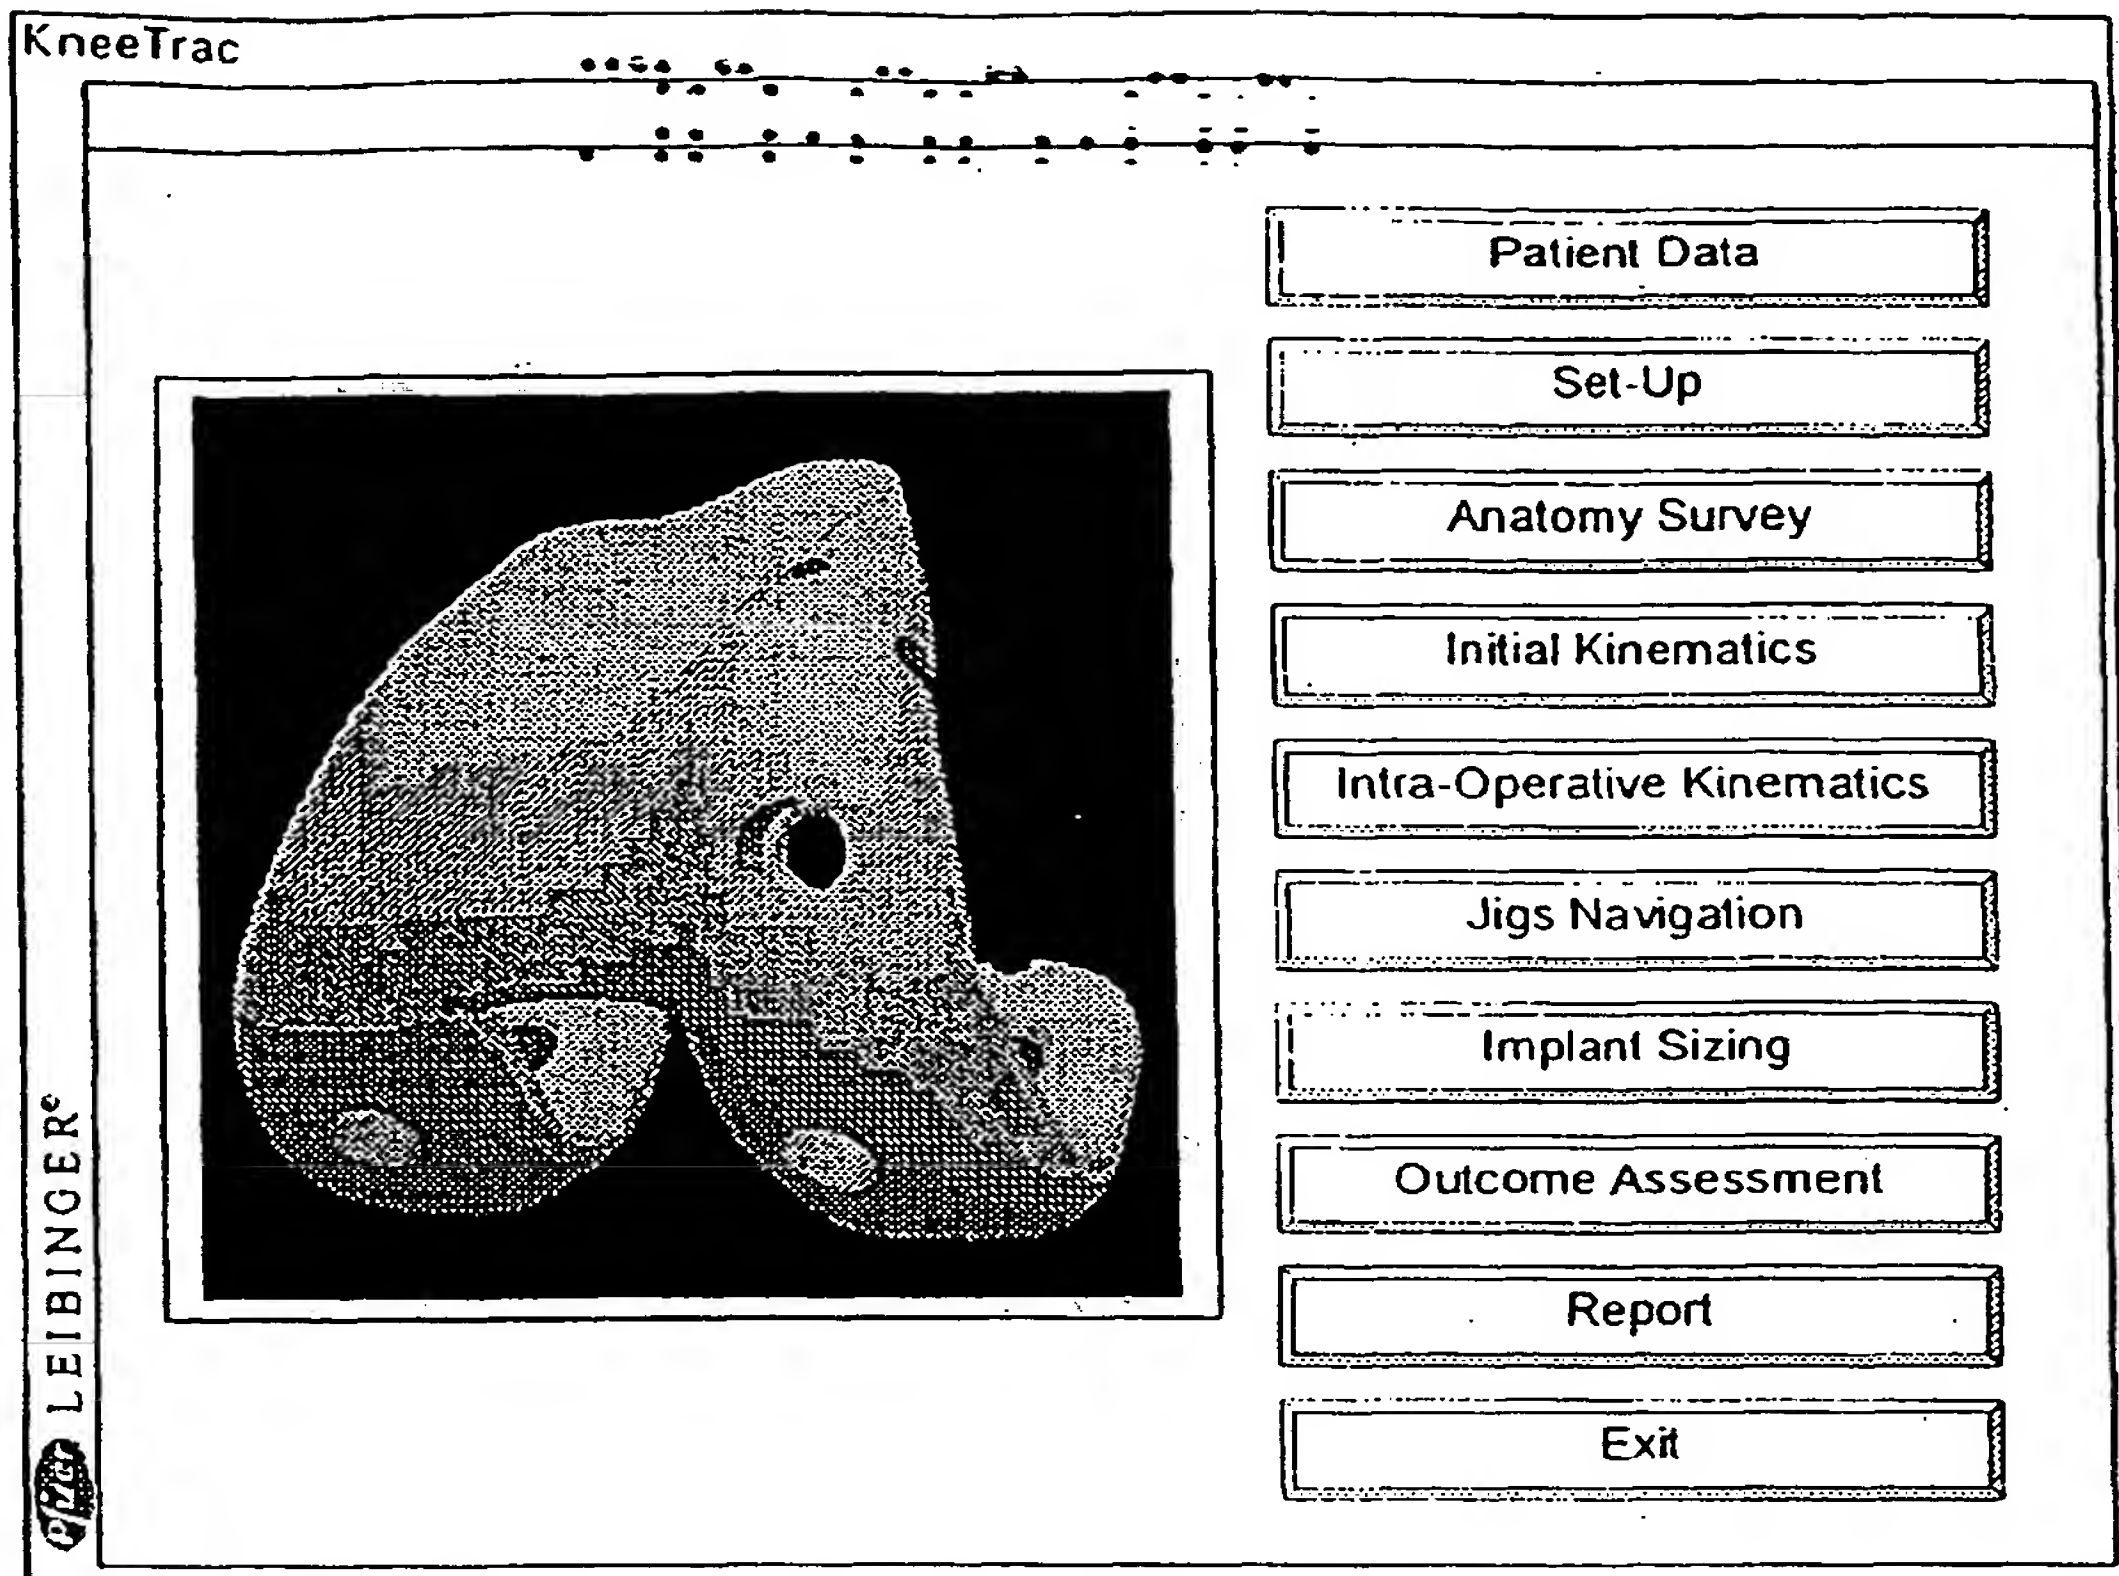 KneeTrac
Patient Data
Set-Up
Anatomy Survey
Initial Kinematics
Intra-Operative Kinematics
Jigs Navigation
Implant Sizing
Outcome Assessment
Report
Exit
Pfizer LEIBINGER